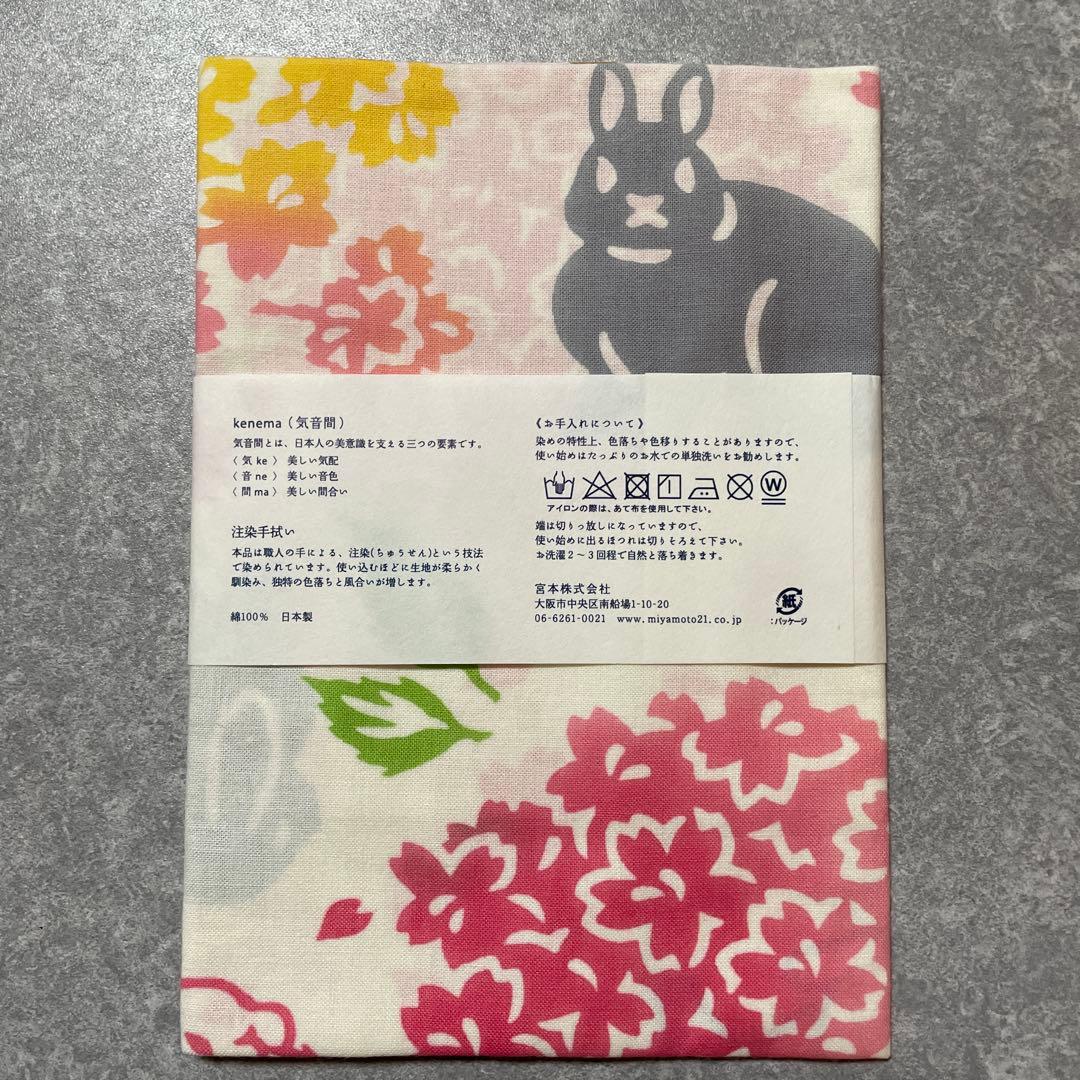 kenema（気音間）
気音間とは、日本人の美意識を支える三つの要素です。
〈 気 ke 〉 美しい気配
〈 音 ne 〉 美しい音色
〈 間 ma 〉 美しい間合い
注染手拭い
本品は職人の手による、注染(ちゅうせん)という技法
で染められています。使い込むほどに生地が柔らかく
馴染み、独特の色落ちと風合いが増します。
綿100％　日本製
《お手入れについて》
染めの特性上、色落ちや色移りすることがありますので、
使い始めはたっぷりのお水での単独洗いをお勧めします。
W
アイロンの際は、あて布を使用して下さい。
端は切りっ放しになっていますので、
使い始めに出るほつれは切りそろえて下さい。
お洗濯２～３回程で自然と落ち着きます。
宮本株式会社
大阪市中央区南船場1-10-20
06-6261-0021　www.miyamoto21.co.jp
紙
：パッケージ